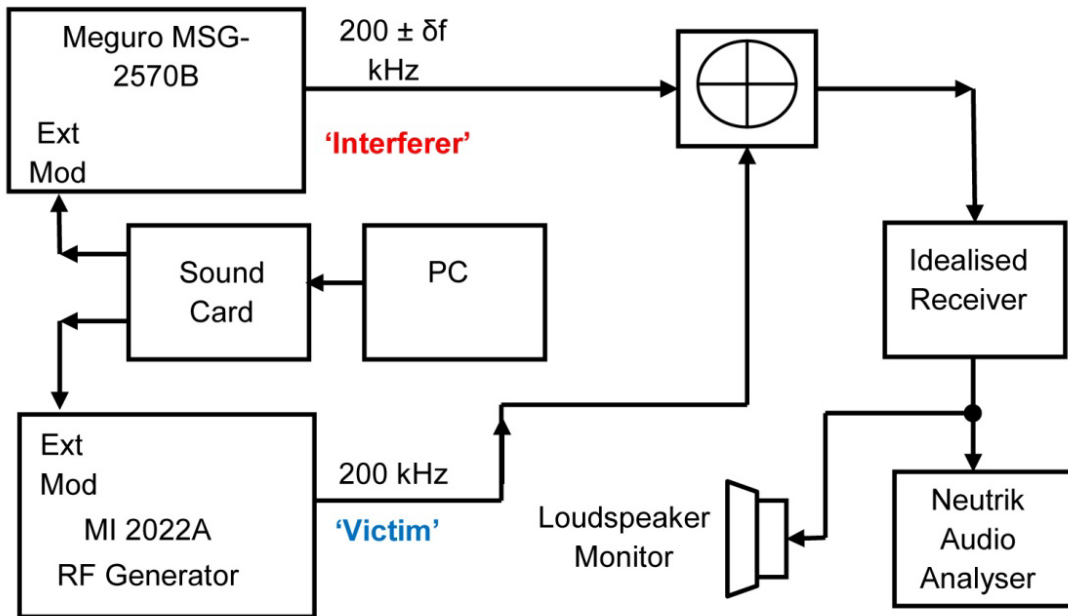 Meguro MSG-
2570B
Ext
Mod
200 ± δf
kHz
‘Interferer’
Sound
Card
PC
Idealised
Receiver
Ext
Mod
MI 2022A
RF Generator
200 kHz
‘Victim’
Loudspeaker
Monitor
Neutrik
Audio
Analyser